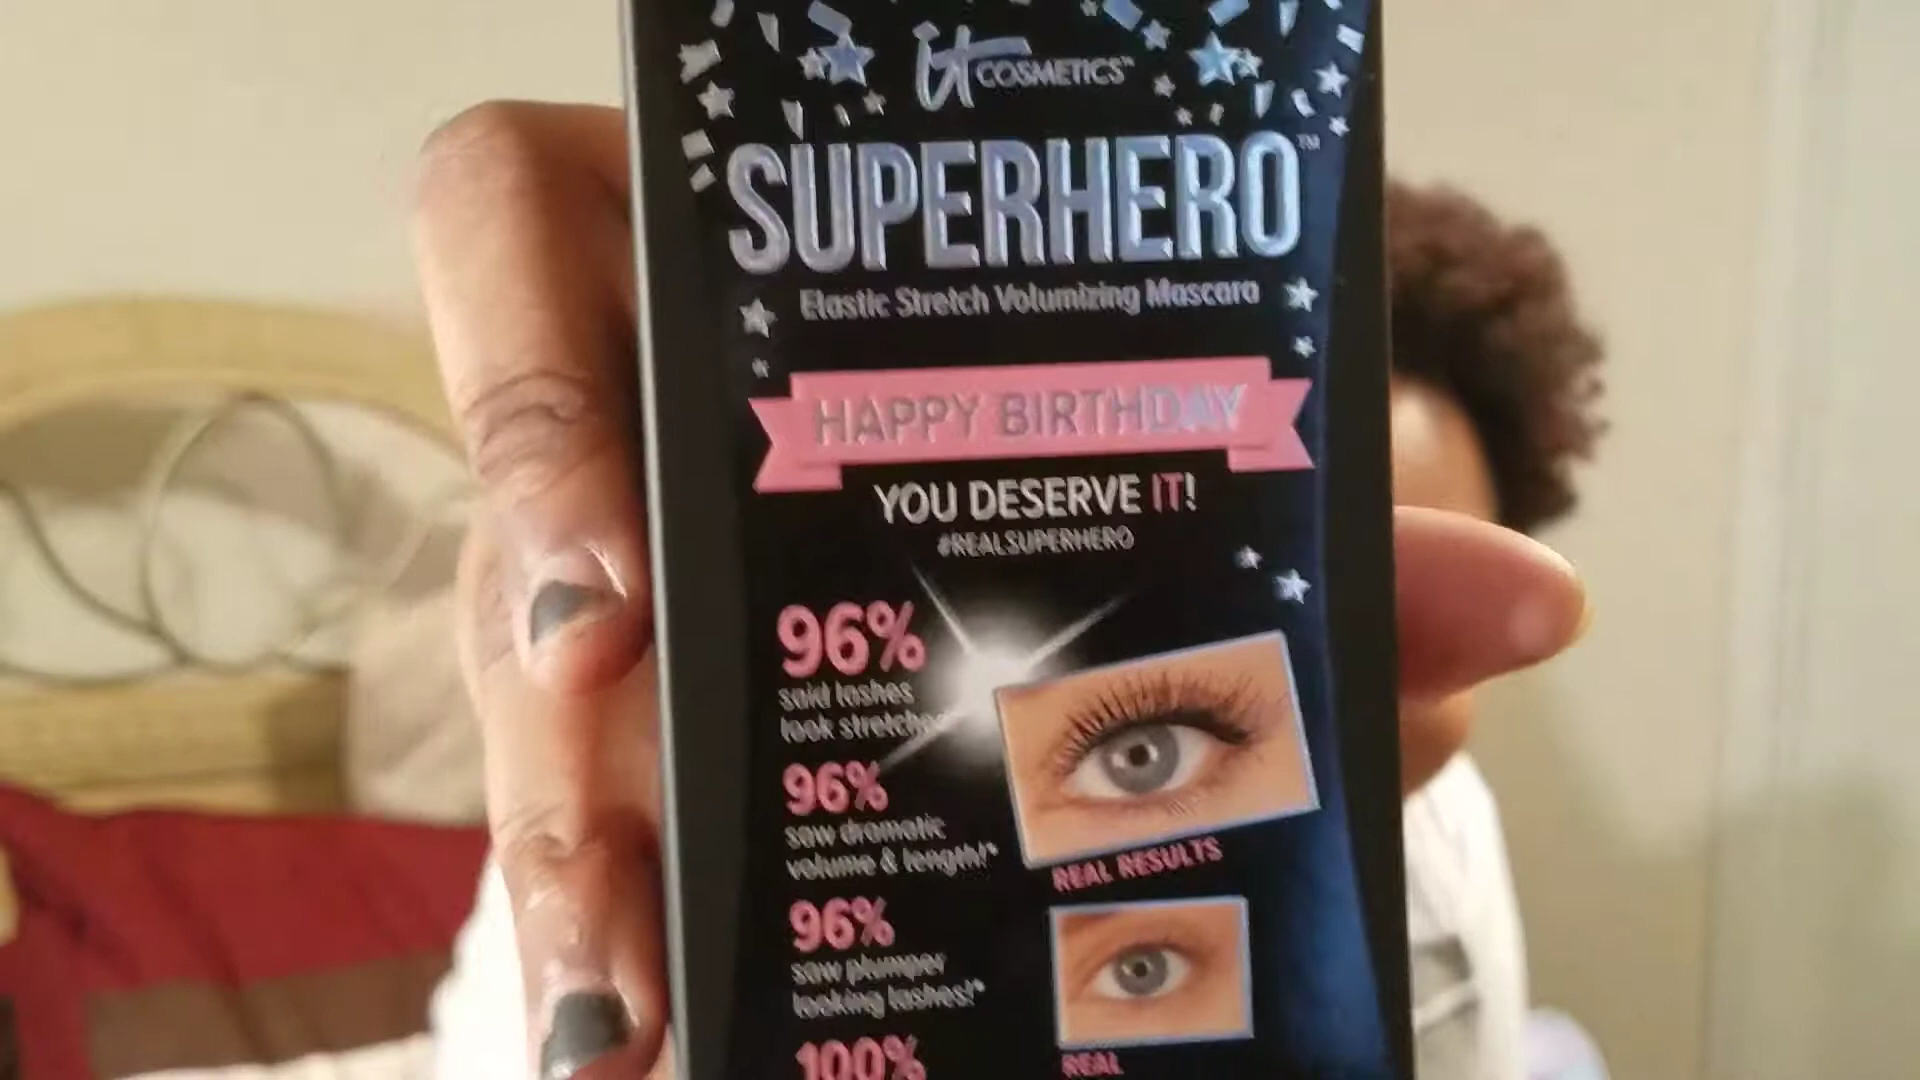 it COSMETICS™
SUPERHERO™
Elastic Stretch Volumizing Mascara
HAPPY BIRTHDAY
YOU DESERVE IT!
#REALSUPERHERO
96%
said lashes
look stretched
96%
saw dramatic
volume & length!*
REAL RESULTS
96%
saw plumper
looking lashes!*
100%
REAL